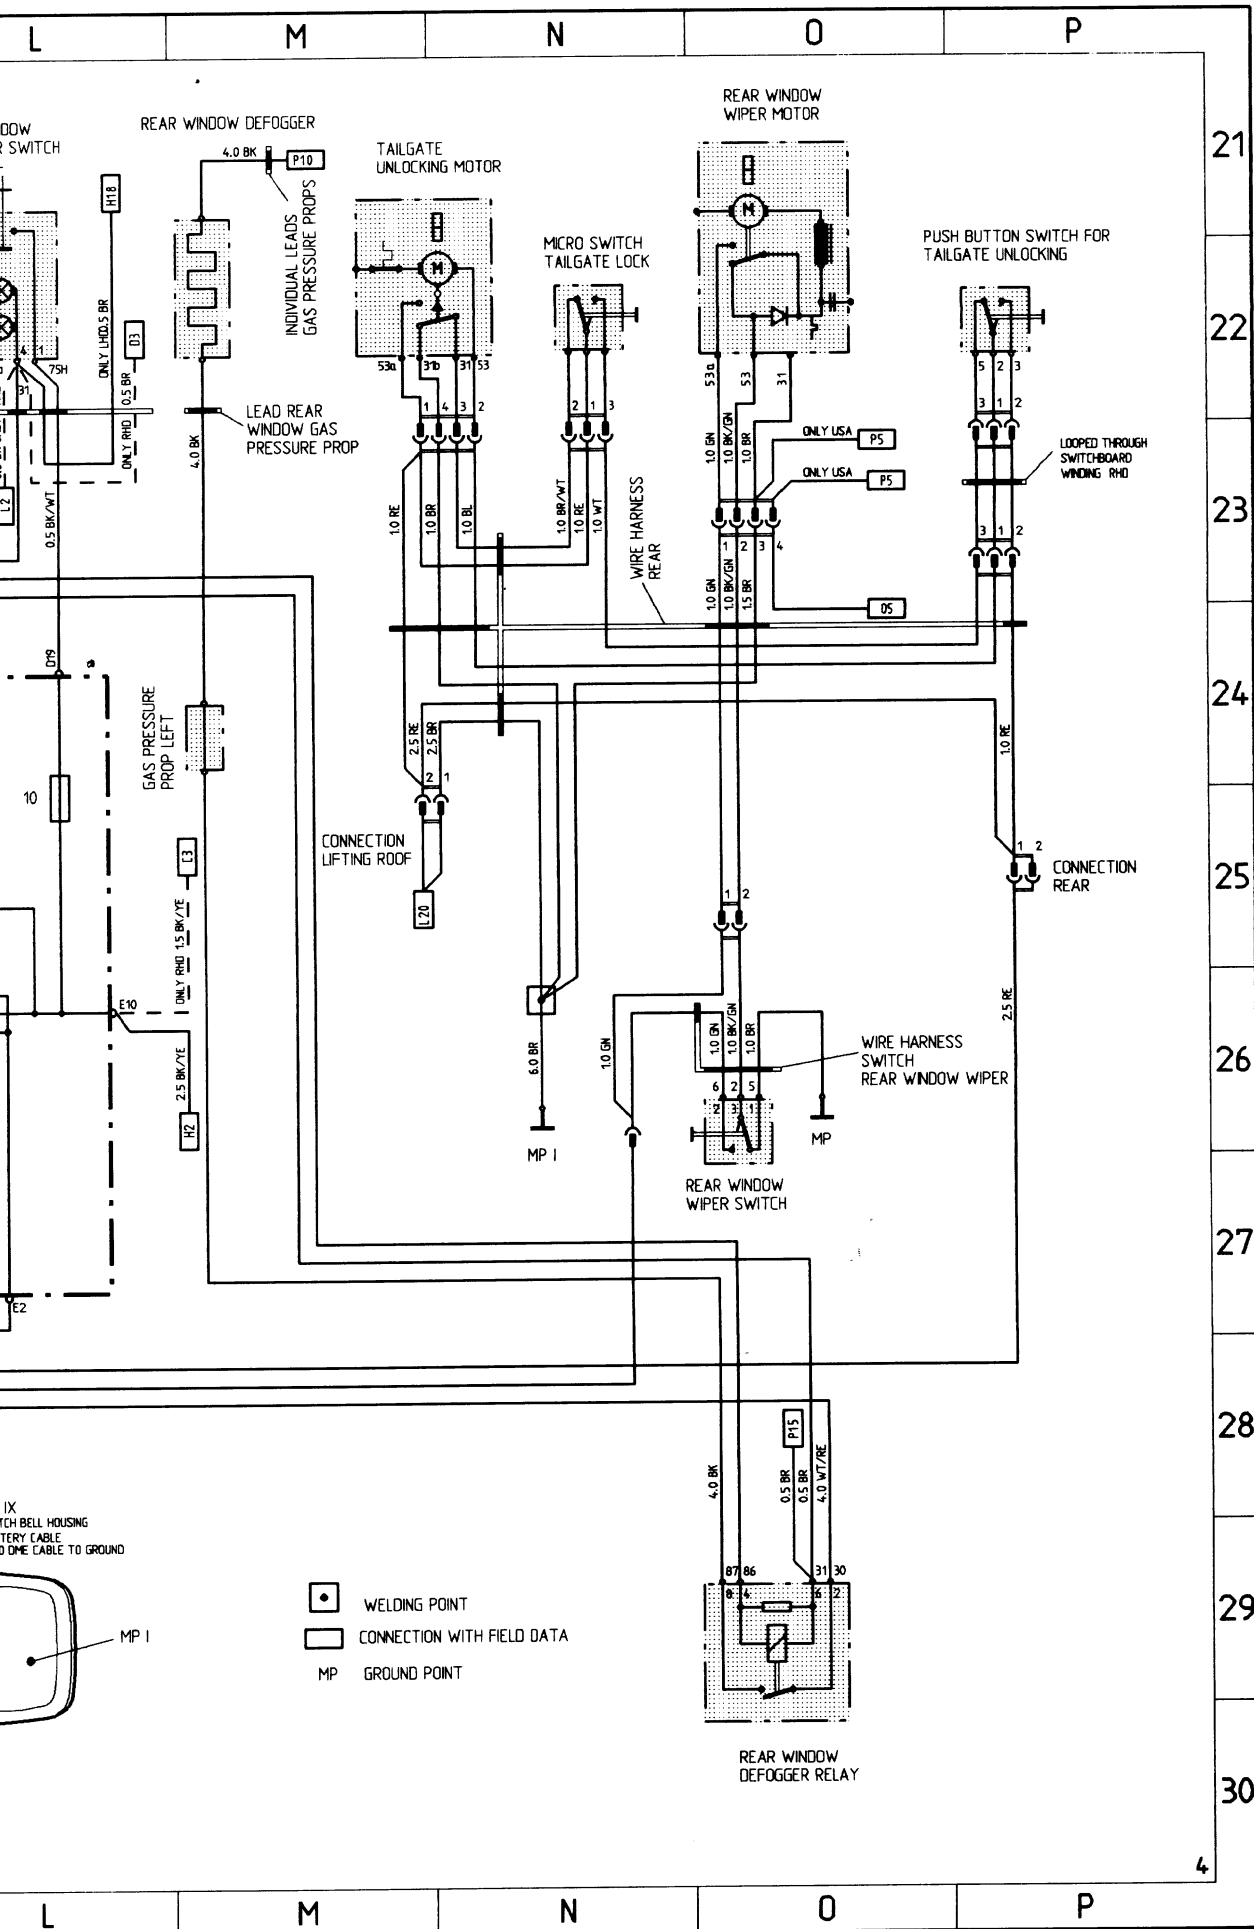 L
M
N
O
P
REAR WINDOW
WIPER MOTOR
REAR WINDOW DEFOGGER
SWITCH
4.0 BK
P10
TAILGATE
UNLOCKING MOTOR
21
H18
INDIVIDUAL LEADS
GAS PRESSURE PROPS
M
M
MICRO SWITCH
TAILGATE LOCK
PUSH BUTTON SWITCH FOR
TAILGATE UNLOCKING
22
ONLY LHD 0.5 BR
D3
4 1
31
75H
ONLY RHD 0.5 BR
53a 31b 31 53
53a 53 31
5 2 3
LEAD REAR
WINDOW GAS
PRESSURE PROP
4.0 BK
1 4 3 2
2 1 3
3 1 2
1.0 GN
1.0 BK/GN
1.0 BR
ONLY USA
P5
ONLY USA
P5
LOOPED THROUGH
SWITCHBOARD
WINDING RHD
L2
0.5 BK/WT
1.0 RE
1.0 BR
1.0 BL
1.0 BR/WT
1.0 RE
1.0 WT
WIRE HARNESS
REAR
23
1 2 3 4
3 1 2
1.0 GN
1.0 BK/GN
1.5 BR
05
D19
GAS PRESSURE
PROP LEFT
2.5 RE
2.5 BR
1.0 RE
24
10
2 1
CONNECTION
LIFTING ROOF
C3
L20
1 2
1 2
CONNECTION
REAR
25
ONLY RHD 1.5 BK/YE
E10
2.5 BK/YE
H2
6.0 BR
MP I
1.0 GN
1.0 GN
1.0 BK/GN
1.0 BR
6 2 5
2 3 1
MP
WIRE HARNESS
SWITCH
REAR WINDOW WIPER
2.5 RE
26
REAR WINDOW
WIPER SWITCH
27
E2
P15
4.0 BK
0.5 BR
0.5 BR
4.0 WT/RE
28
IX
TCH BELL HOUSING
TERY CABLE
D DME CABLE TO GROUND
87 86 31 30
8 4 6 2
MP I
WELDING POINT
CONNECTION WITH FIELD DATA
MP GROUND POINT
29
REAR WINDOW
DEFOGGER RELAY
30
4
L
M
N
O
P